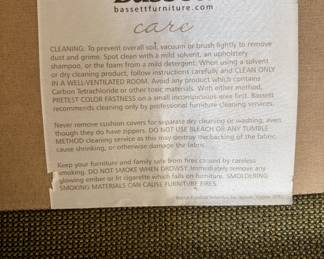 Bassett
bassettfurniture.com
care
CLEANING: To prevent overall soil, vacuum or brush lightly to remove
dust and grime. Spot clean with a mild solvent, an upholstery
shampoo, or the foam from a mild detergent. When using a solvent
or dry cleaning product, follow instructions carefully and CLEAN ONLY
IN A WELL-VENTILATED ROOM. Avoid any product which contains
Carbon Tetrachloride or other toxic materials. With either method,
PRETEST COLOR FASTNESS on a small inconspicuous area first. Bassett
recommends cleaning only by professional furniture cleaning services.
Never remove cushion covers for separate dry cleaning or washing, even
though they do have zippers. DO NOT USE BLEACH OR ANY TUMBLE
METHOD cleaning service as this may destroy the backing of the fabric,
cause shrinking, or otherwise damage the fabric.
Keep your furniture and family safe from fires caused by careless
smoking. DO NOT SMOKE WHEN DROWSY. Immediately remove any
glowing ember or lit cigarette which falls on furniture. SMOLDERING
SMOKING MATERIALS CAN CAUSE FURNITURE FIRES.